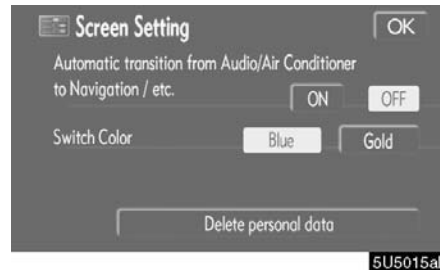 Screen Setting
OK
Automatic transition from Audio/Air Conditioner
to Navigation / etc.
ON
OFF
Switch Color
Blue
Gold
Delete personal data
5U5015al